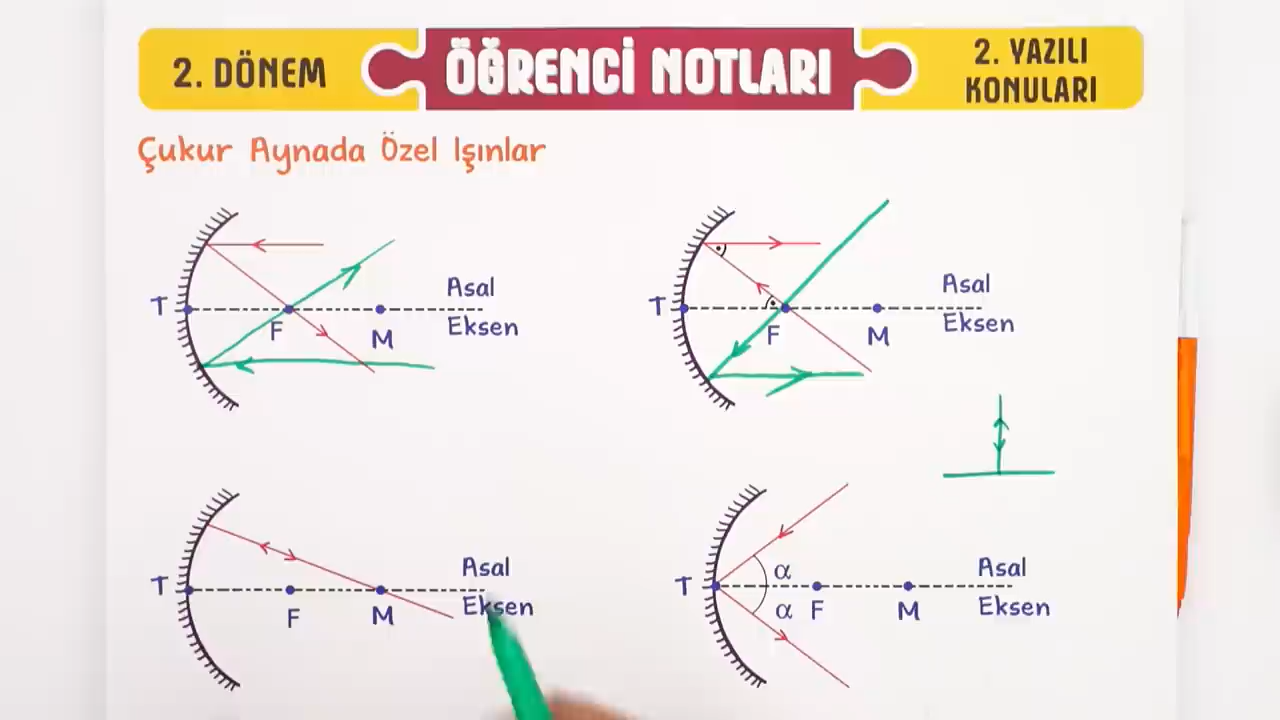 2. DÖNEM
ÖĞRENCİ NOTLARI
2. YAZILI
KONULARI
Çukur Aynada Özel Işınlar
T
F
M
Asal
Eksen
T
F
M
Asal
Eksen
T
F
M
Asal
Eksen
T
α
α
F
M
Asal
Eksen